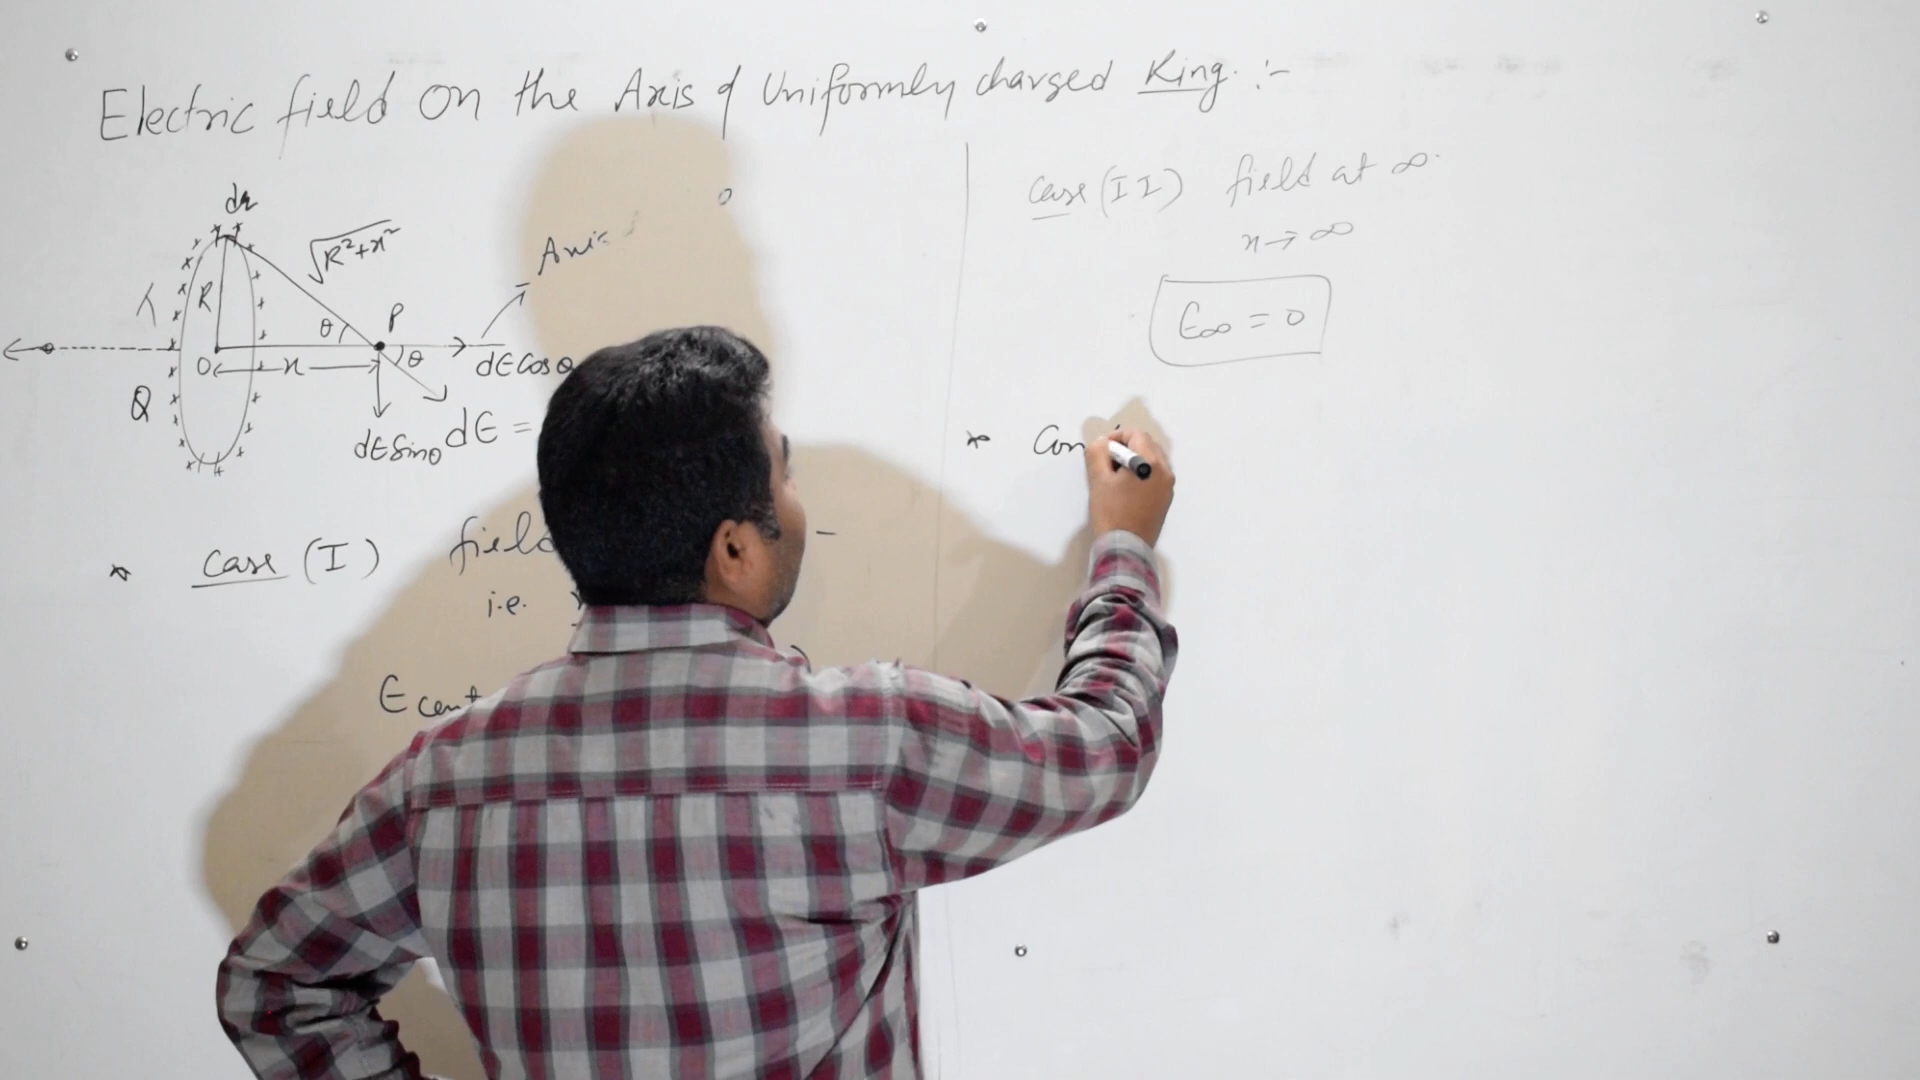 Electric field on the Axis of Uniformly charged Ring :-
dq
√R²+x²
Axis
λ
R
θ
P
O
x
θ
dE Cosθ
Q
dE Sinθ
dE =
* Case (I) field
i.e.
E cent
Case (II) field at ∞
x → ∞
E∞ = 0
* Con